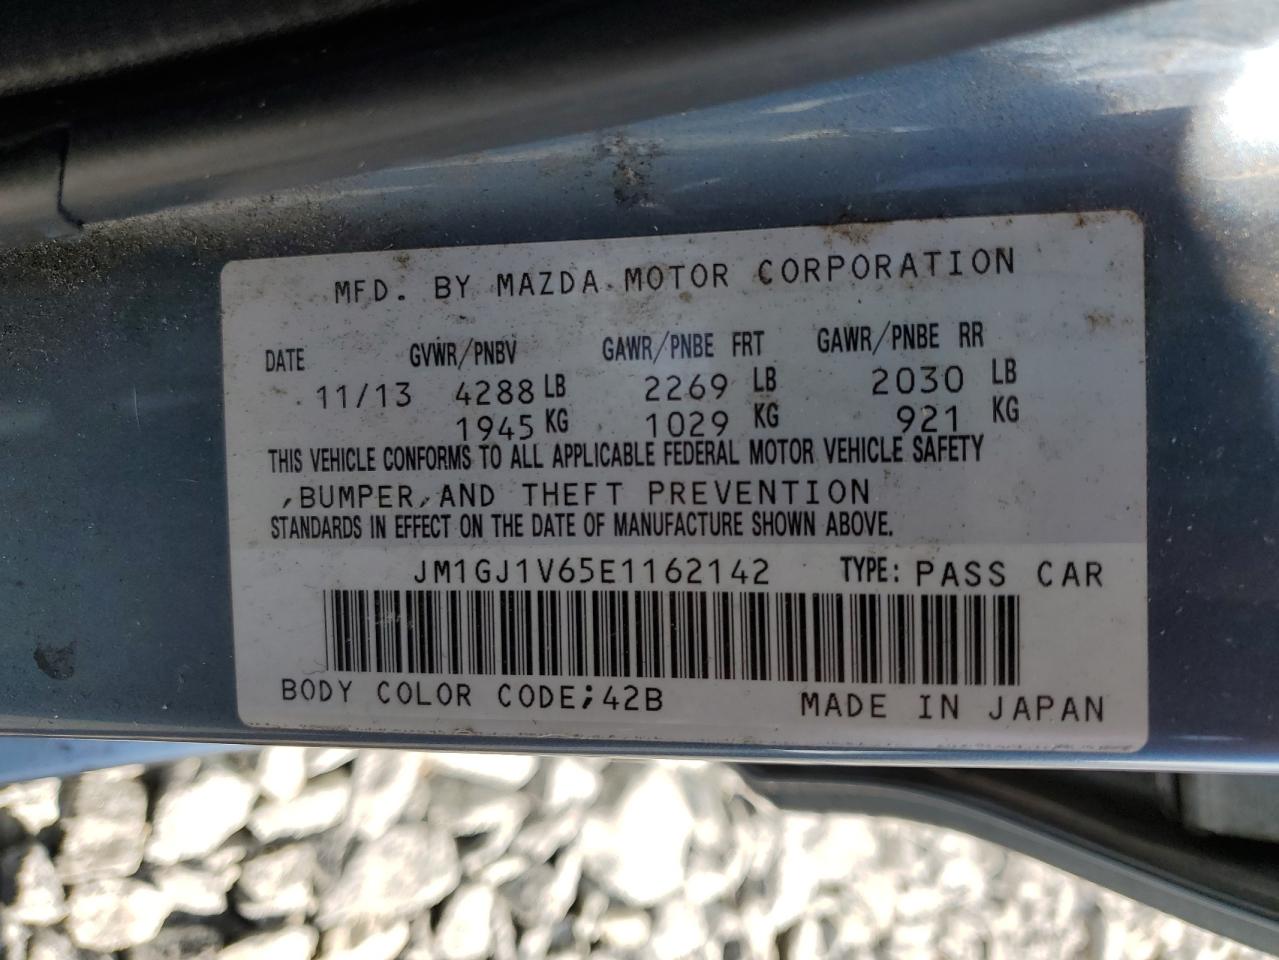 MFD. BY MAZDA MOTOR CORPORATION
DATE GVWR/PNBV GAWR/PNBE FRT GAWR/PNBE RR
11/13 4288 LB 2269 LB 2030 LB
1945 KG 1029 KG 921 KG
THIS VEHICLE CONFORMS TO ALL APPLICABLE FEDERAL MOTOR VEHICLE SAFETY
,BUMPER,AND THEFT PREVENTION
STANDARDS IN EFFECT ON THE DATE OF MANUFACTURE SHOWN ABOVE.
JM1GJ1V65E1162142 TYPE: PASS CAR
BODY COLOR CODE;42B MADE IN JAPAN